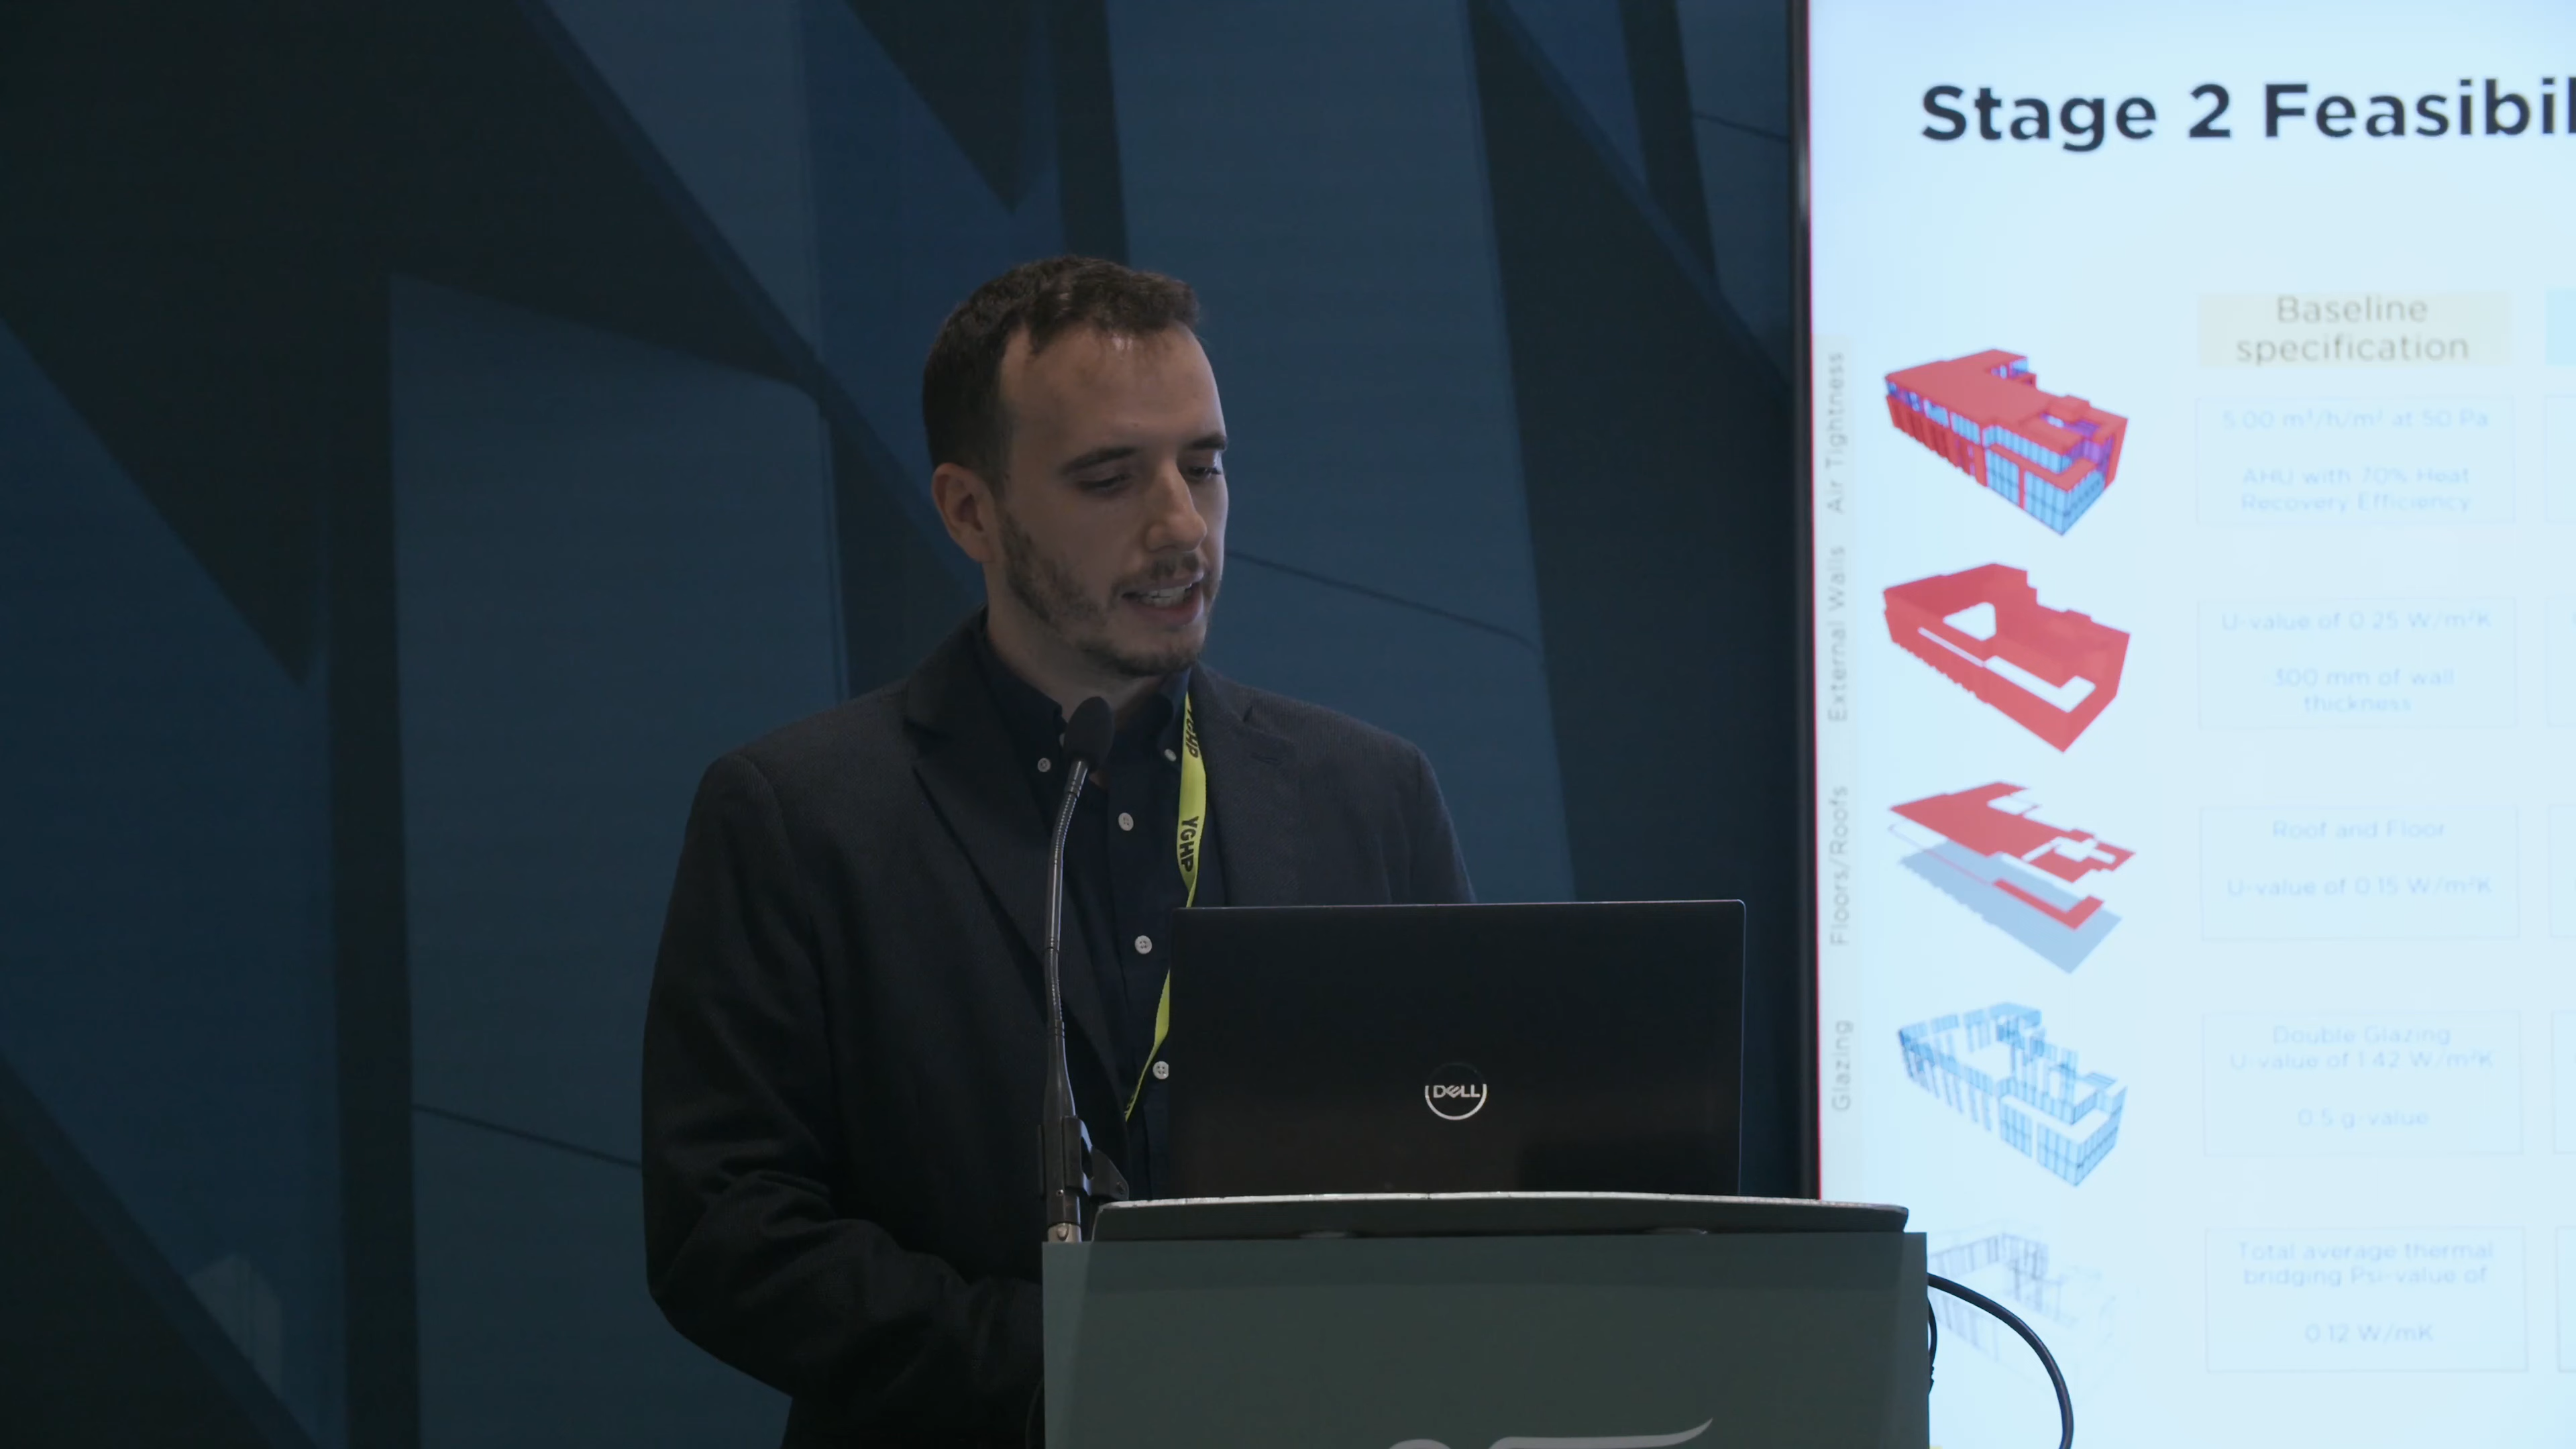 Stage 2 Feasibil
Baseline
specification
Air Tightness
5.00 m³/h/m² at 50 Pa
AHU with 70% Heat
Recovery Efficiency
External Walls
U-value of 0.25 W/m²K
300 mm of wall
thickness
Floors/Roofs
Roof and Floor
U-value of 0.15 W/m²K
Glazing
Double Glazing
U-value of 1.42 W/m²K
0.5 g-value
Total average thermal
bridging Psi-value of
0.12 W/mK
YGHP
YGHP
DELL